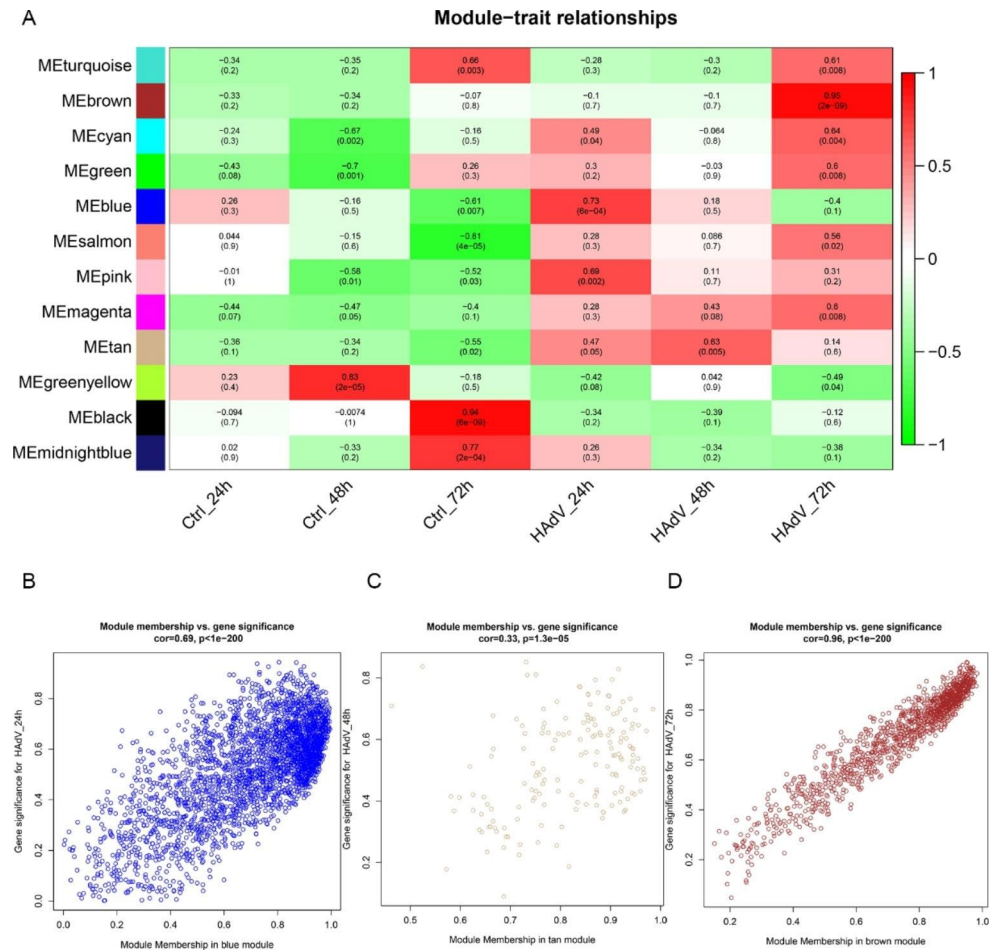 A
Module−trait relationships
MEturquoise −0.34 (0.2) −0.35 (0.2) 0.66 (0.003) −0.28 (0.3) −0.3 (0.2) 0.61 (0.008)
MEbrown −0.33 (0.2) −0.34 (0.2) −0.07 (0.8) −0.1 (0.7) −0.1 (0.7) 0.95 (2e−09)
MEcyan −0.24 (0.3) −0.67 (0.002) −0.16 (0.5) 0.49 (0.04) −0.064 (0.8) 0.64 (0.004)
MEgreen −0.43 (0.08) −0.7 (0.001) 0.26 (0.3) 0.3 (0.2) −0.03 (0.9) 0.6 (0.008)
MEblue 0.26 (0.3) −0.16 (0.5) −0.61 (0.007) 0.73 (6e−04) 0.18 (0.5) −0.4 (0.1)
MEsalmon 0.044 (0.9) −0.15 (0.6) −0.81 (4e−05) 0.28 (0.3) 0.086 (0.7) 0.56 (0.02)
MEpink −0.01 (1) −0.58 (0.01) −0.52 (0.03) 0.69 (0.002) 0.11 (0.7) 0.31 (0.2)
MEmagenta −0.44 (0.07) −0.47 (0.05) −0.4 (0.1) 0.28 (0.3) 0.43 (0.08) 0.6 (0.008)
MEtan −0.36 (0.1) −0.34 (0.2) −0.55 (0.02) 0.47 (0.05) 0.63 (0.005) 0.14 (0.6)
MEgreenyellow 0.23 (0.4) 0.83 (2e−05) −0.18 (0.5) −0.42 (0.08) 0.042 (0.9) −0.49 (0.04)
MEblack −0.094 (0.7) −0.0074 (1) 0.94 (6e−09) −0.34 (0.2) −0.39 (0.1) −0.12 (0.6)
MEmidnightblue 0.02 (0.9) −0.33 (0.2) 0.77 (2e−04) 0.26 (0.3) −0.34 (0.2) −0.38 (0.1)
1
0.5
0
−0.5
−1
Ctrl_24h Ctrl_48h Ctrl_72h HAdV_24h HAdV_48h HAdV_72h
B
Module membership vs. gene significance
cor=0.69, p<1e−200
Gene significance for HAdV_24h
0.8
0.6
0.4
0.2
0.0
0.0 0.2 0.4 0.6 0.8 1.0
Module Membership in blue module
C
Module membership vs. gene significance
cor=0.33, p=1.3e−05
Gene significance for HAdV_48h
0.8
0.6
0.4
0.2
0.5 0.6 0.7 0.8 0.9 1.0
Module Membership in tan module
D
Module membership vs. gene significance
cor=0.96, p<1e−200
Gene significance for HAdV_72h
1.0
0.8
0.6
0.4
0.2
0.0
0.2 0.4 0.6 0.8 1.0
Module Membership in brown module